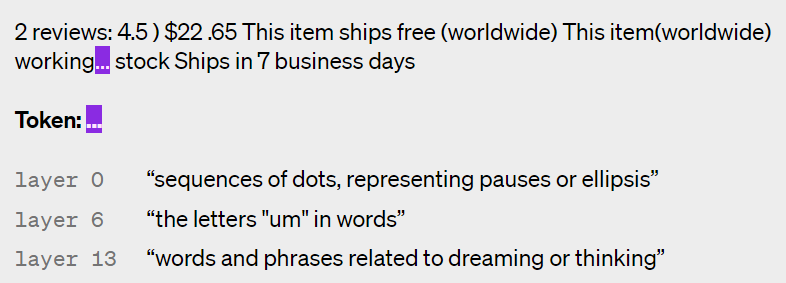 2 reviews: 4.5 ) $22 .65 This item ships free (worldwide) This item(worldwide)
working... stock Ships in 7 business days
Token: ...
layer 0 “sequences of dots, representing pauses or ellipsis”
layer 6 “the letters "um" in words”
layer 13 “words and phrases related to dreaming or thinking”